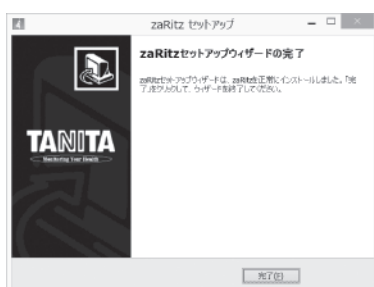 zaRitz セットアップ
zaRitzセットアップウィザードの完了
zaRitzセットアップウィザードは、zaRitzを正常にインストールしました。「完
了」をクリックして、ウィザードを終了してください。
TANITA
Monitoring Your Health
完了(F)